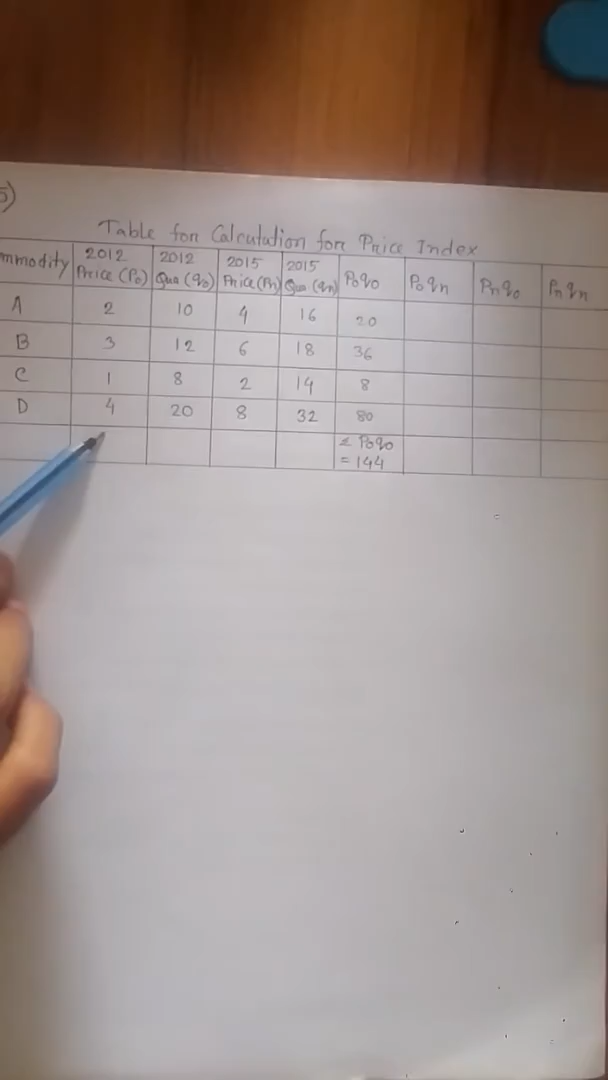 5)
Table for Calculation fore Price Index
mmodity 2012 Price (P₀) 2012 Qua (q₀) 2015 Price (Pn) 2015 Qua (qn) P₀q₀ P₀qn Pnq₀ Pnqn
A 2 10 4 16 20
B 3 12 6 18 36
C 1 8 2 14 8
D 4 20 8 32 80
Σ P₀q₀
= 144